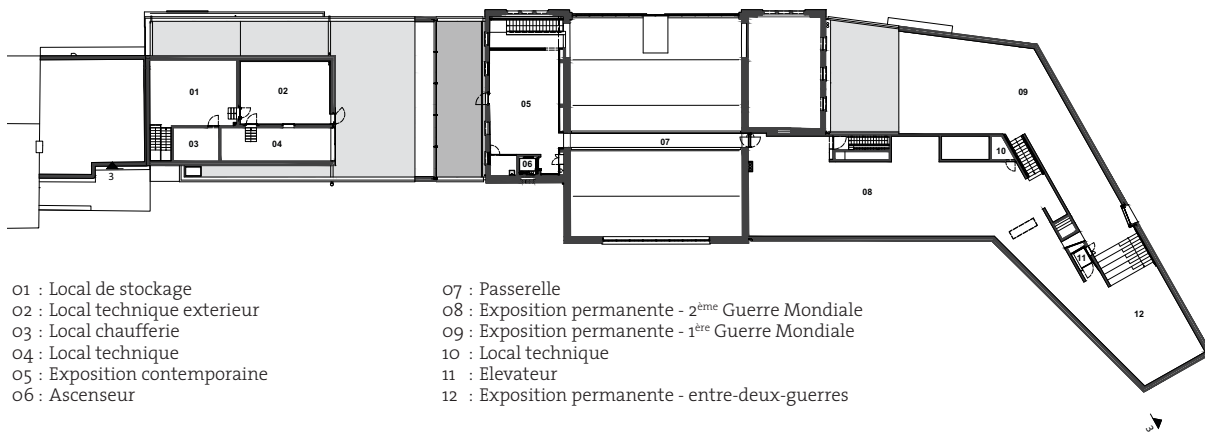 01
02
03
04
05
06
07
08
09
10
11
12
3
3
01 : Local de stockage
02 : Local technique exterieur
03 : Local chaufferie
04 : Local technique
05 : Exposition contemporaine
06 : Ascenseur
07 : Passerelle
08 : Exposition permanente - 2ème Guerre Mondiale
09 : Exposition permanente - 1ère Guerre Mondiale
10 : Local technique
11 : Elevateur
12 : Exposition permanente - entre-deux-guerres